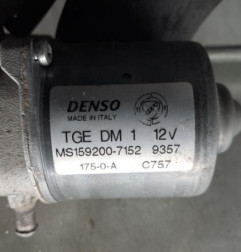 DENSO
MADE IN ITALY
TGE DM 1 12V
MS159200-7152 9357
175-0-A C757